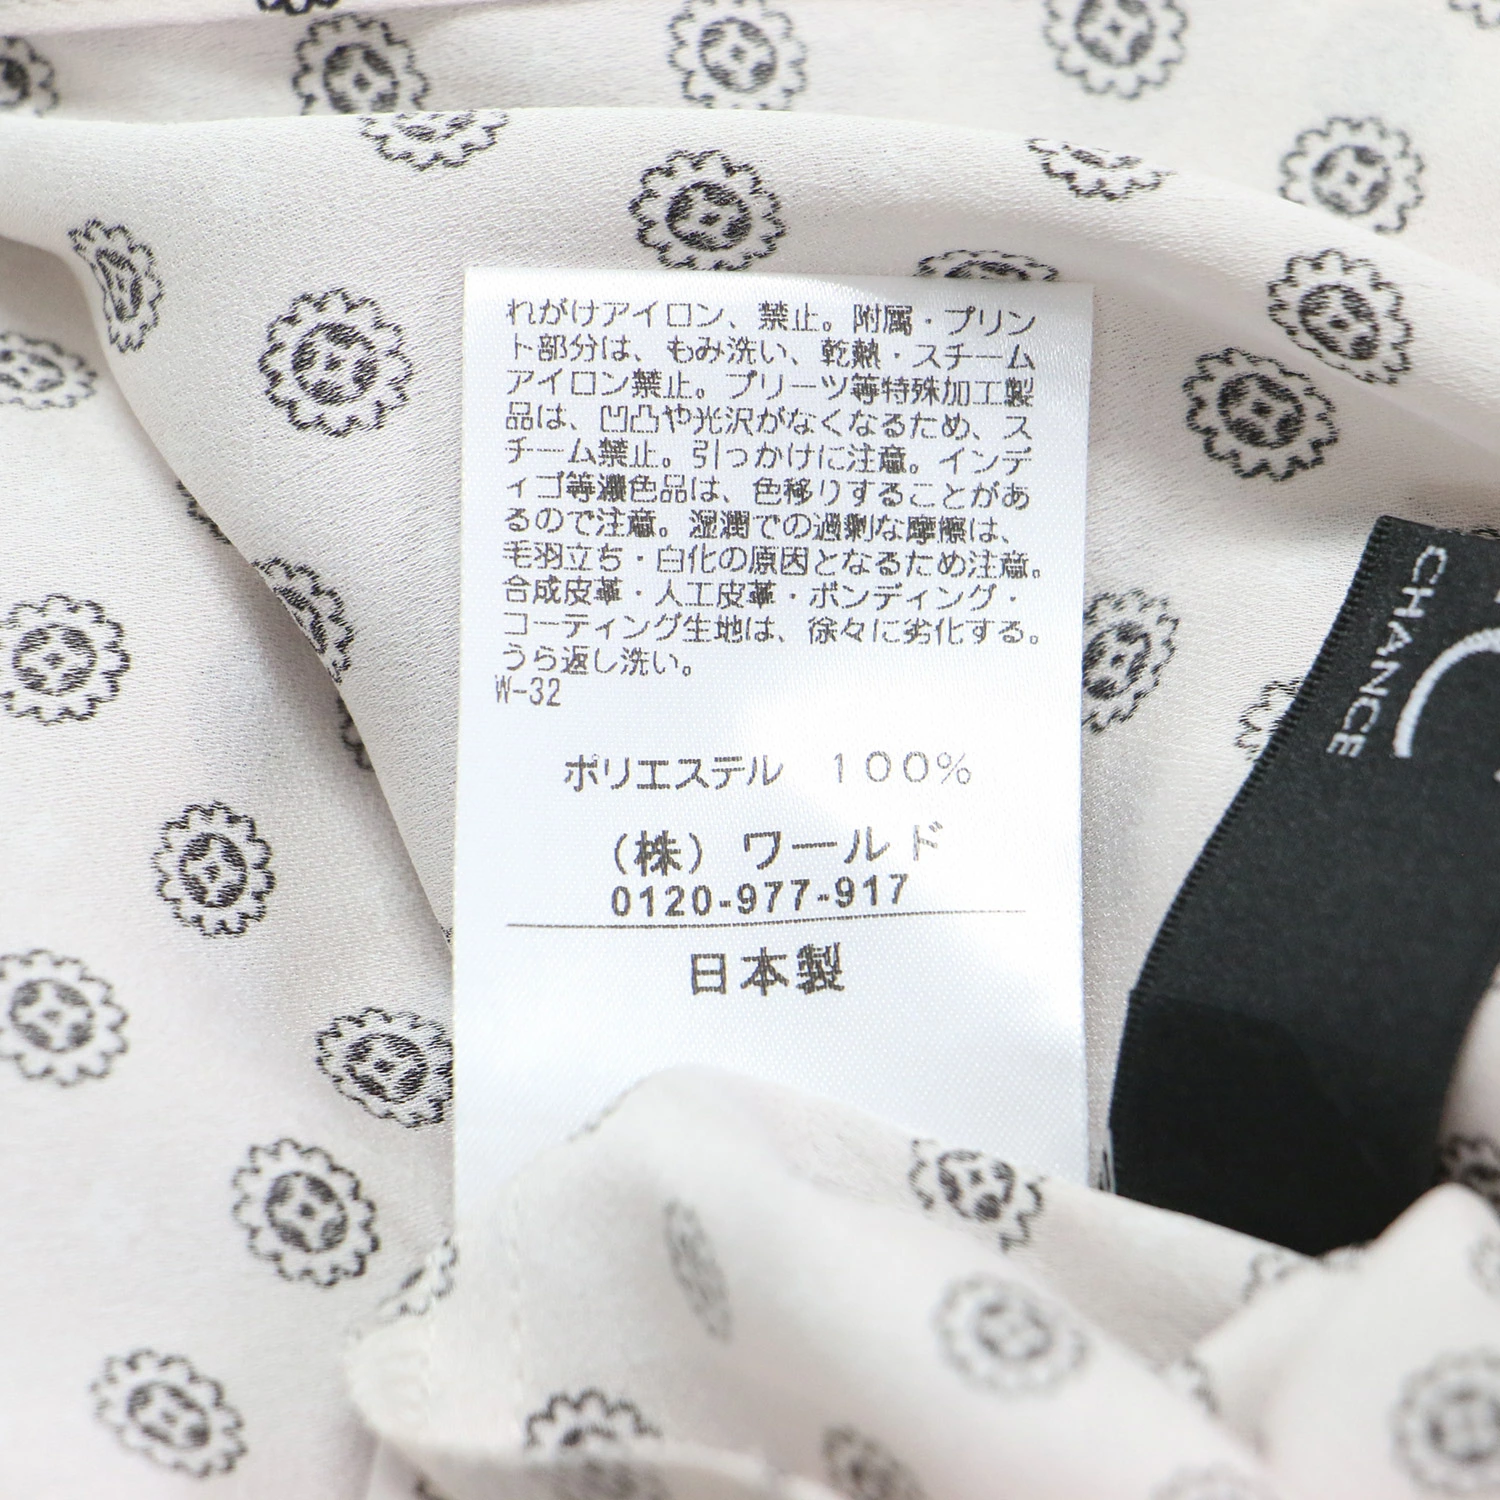 れがけアイロン、禁止。附属・プリン
ト部分は、もみ洗い、乾熱・スチーム
アイロン禁止。プリーツ等特殊加工製
品は、凹凸や光沢がなくなるため、ス
チーム禁止。引っかけに注意。インデ
ィゴ等濃色品は、色移りすることがあ
るので注意。湿潤での過剰な摩擦は、
毛羽立ち・白化の原因となるため注意。
合成皮革・人工皮革・ボンディング・
コーティング生地は、徐々に劣化する。
うら返し洗い。
W-32
ポリエステル 100%
(株) ワールド
0120-977-917
日本製
CHANCE